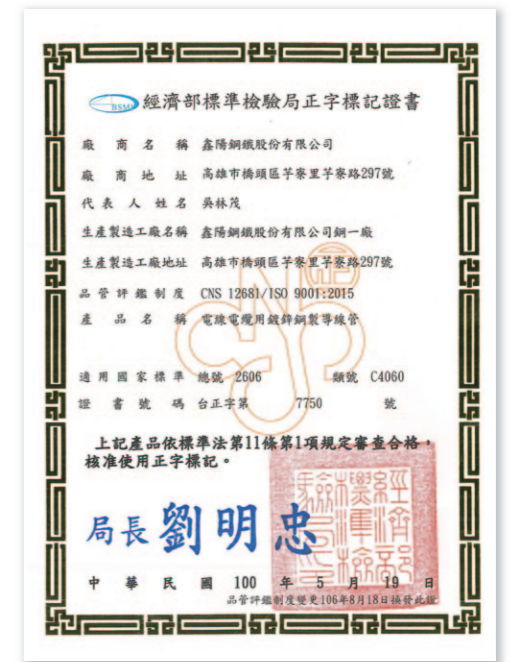 BSMI 經濟部標準檢驗局正字標記證書
廠商名稱 鑫陽鋼鐵股份有限公司
廠商地址 高雄市橋頭區芋寮里芋寮路297號
代表人姓名 吳林茂
生產製造工廠名稱 鑫陽鋼鐵股份有限公司鋼一廠
生產製造工廠地址 高雄市橋頭區芋寮里芋寮路297號
品管評鑑制度 CNS 12681/ISO 9001:2015
產品名稱 電線電纜用鍍鋅鋼製導線管
適用國家標準 總號 2606 類號 C4060
證書號碼 台正字第 7750 號
上記產品依標準法第11條第1項規定審查合格，
核准使用正字標記。
局長 劉明忠
經濟部
標準檢
驗局印
中華民國 100 年 5 月 19 日
品管評鑑制度變更106年8月18日換發此證